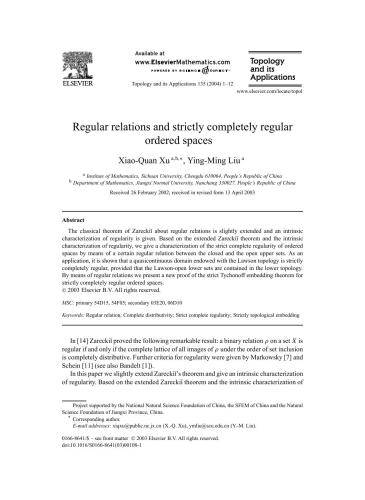 Available at
www.ElsevierMathematics.com
POWERED BY SCIENCE DIRECT®
Topology
and its
Applications
ELSEVIER
Topology and its Applications 135 (2004) 1–12
www.elsevier.com/locate/topol
Regular relations and strictly completely regular
ordered spaces
Xiao-Quan Xu a,b,∗, Ying-Ming Liu a
a Institute of Mathematics, Sichuan University, Chengdu 610064, People's Republic of China
b Department of Mathematics, Jiangxi Normal University, Nanchang 330027, People's Republic of China
Received 26 February 2002; received in revised form 13 April 2003
Abstract
The classical theorem of Zareckiĭ about regular relations is slightly extended and an intrinsic
characterization of regularity is given. Based on the extended Zareckiĭ theorem and the intrinsic
characterization of regularity, we give a characterization of the strict complete regularity of ordered
spaces by means of a certain regular relation between the closed and the open upper sets. As an
application, it is shown that a quasicontinuous domain endowed with the Lawson topology is strictly
completely regular, provided that the Lawson-open lower sets are contained in the lower topology.
By means of regular relations we present a new proof of the strict Tychonoff embedding theorem for
strictly completely regular ordered spaces.
© 2003 Elsevier B.V. All rights reserved.
MSC: primary 54D15, 54F05; secondary 03E20, 06D10
Keywords: Regular relation; Complete distributivity; Strict complete regularity; Strictly topological embedding
In [14] Zareckiĭ proved the following remarkable result: a binary relation ρ on a set X is
regular if and only if the complete lattice of all images of ρ under the order of set inclusion
is completely distributive. Further criteria for regularity were given by Markowsky [7] and
Schein [11] (see also Bandelt [1]).
In this paper we slightly extend Zareckiĭ's theorem and give an intrinsic characterization
of regularity. Based on the extended Zareckiĭ theorem and the intrinsic characterization of
Project supported by the National Natural Science Foundation of China, the SFEM of China and the Natural
Science Foundation of Jiangxi Province, China.
* Corresponding author.
E-mail addresses: xiqxu@public.nc.jx.cn (X.-Q. Xu), ymliu@scu.edu.cn (Y.-M. Liu).
0166-8641/$ – see front matter © 2003 Elsevier B.V. All rights reserved.
doi:10.1016/S0166-8641(03)00108-1